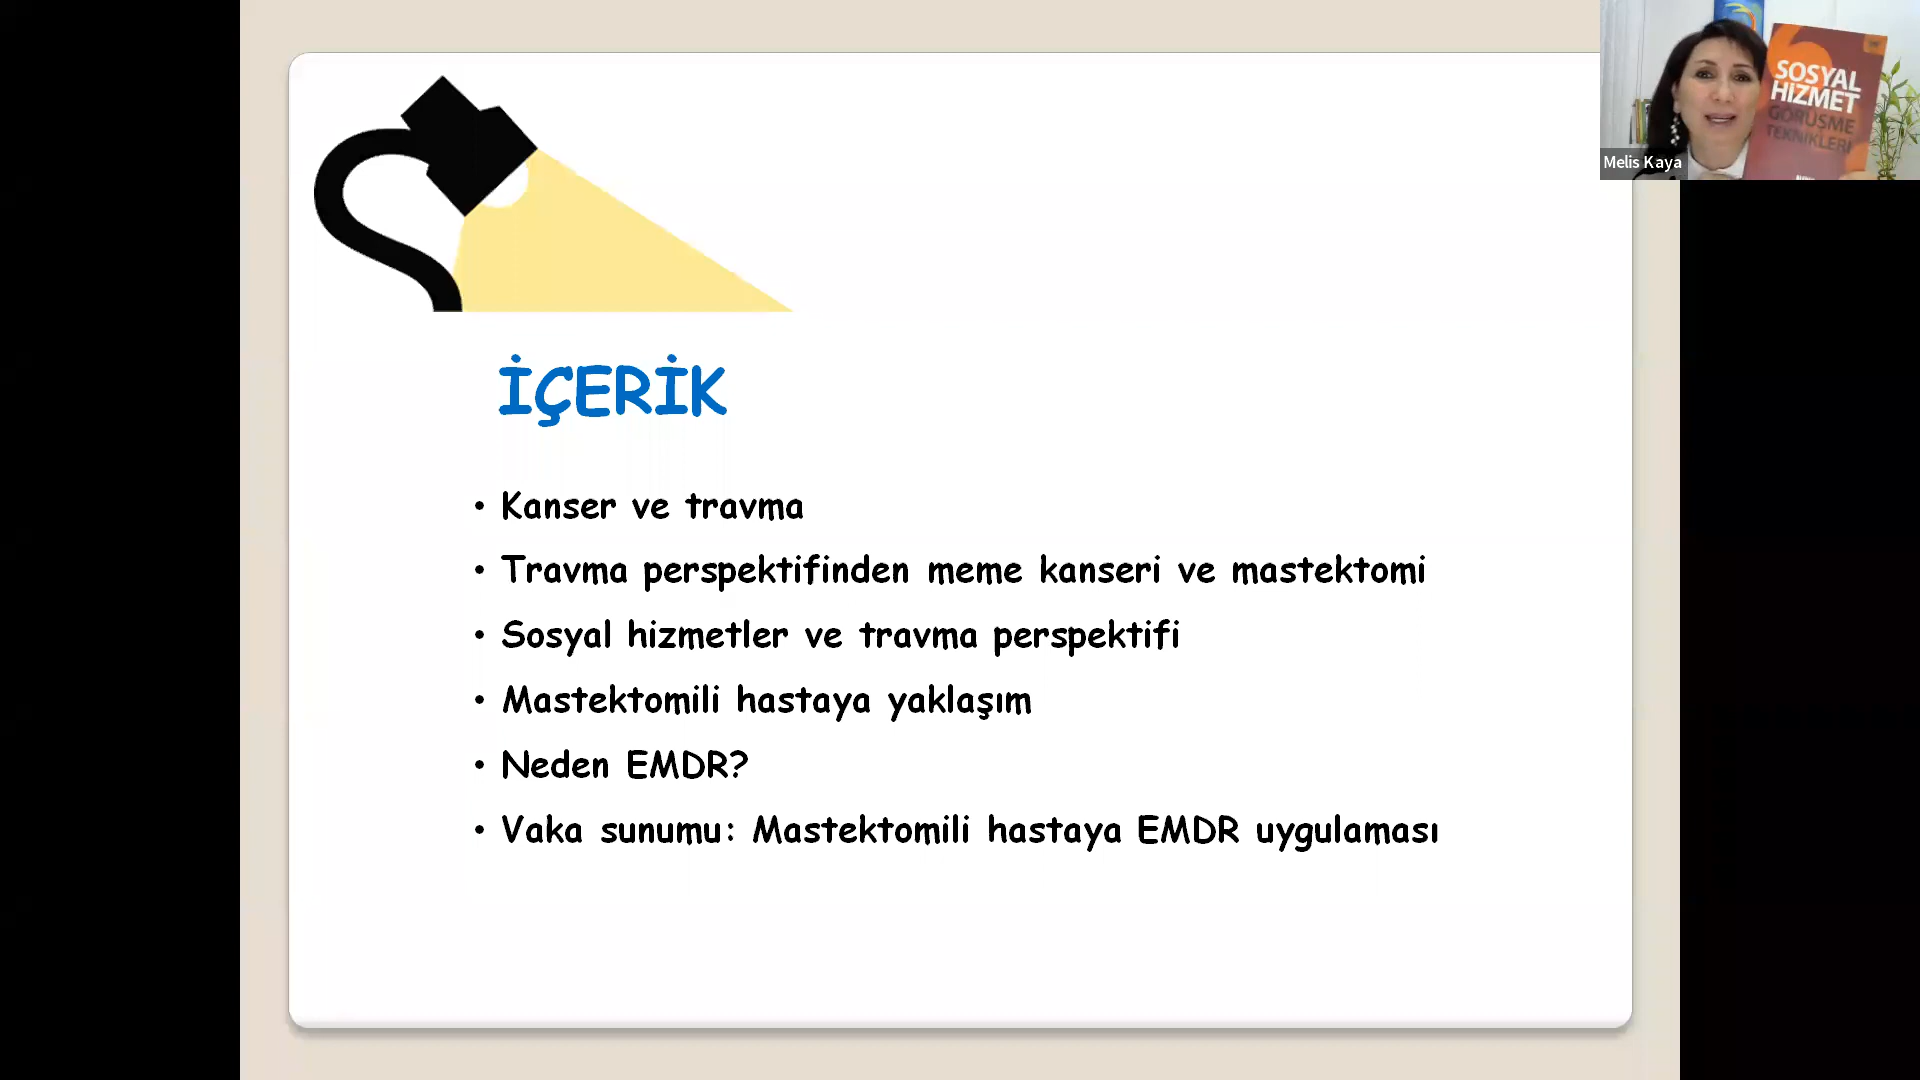 İÇERİK
• Kanser ve travma
• Travma perspektifinden meme kanseri ve mastektomi
• Sosyal hizmetler ve travma perspektifi
• Mastektomili hastaya yaklaşım
• Neden EMDR?
• Vaka sunumu: Mastektomili hastaya EMDR uygulaması
SOSYAL
HİZMET
GÖRÜŞME
TEKNİKLERİ
Melis Kaya